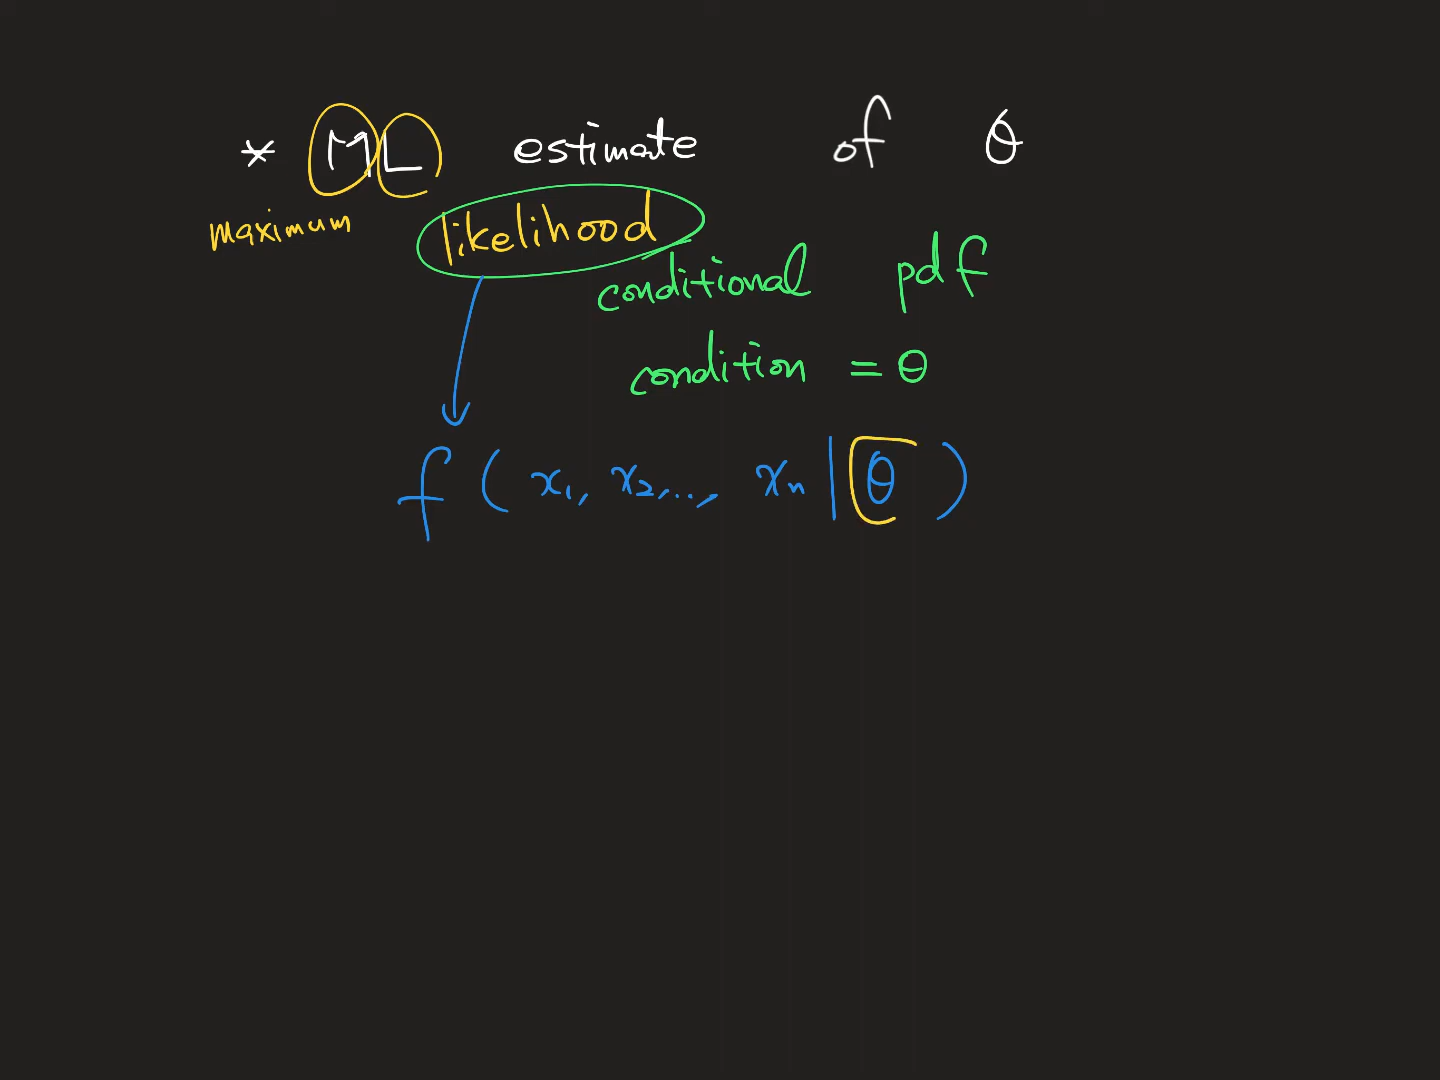 * ML estimate of θ
maximum likelihood
conditional pdf
condition = θ
f ( x₁, x₂, ..., xₙ | θ )